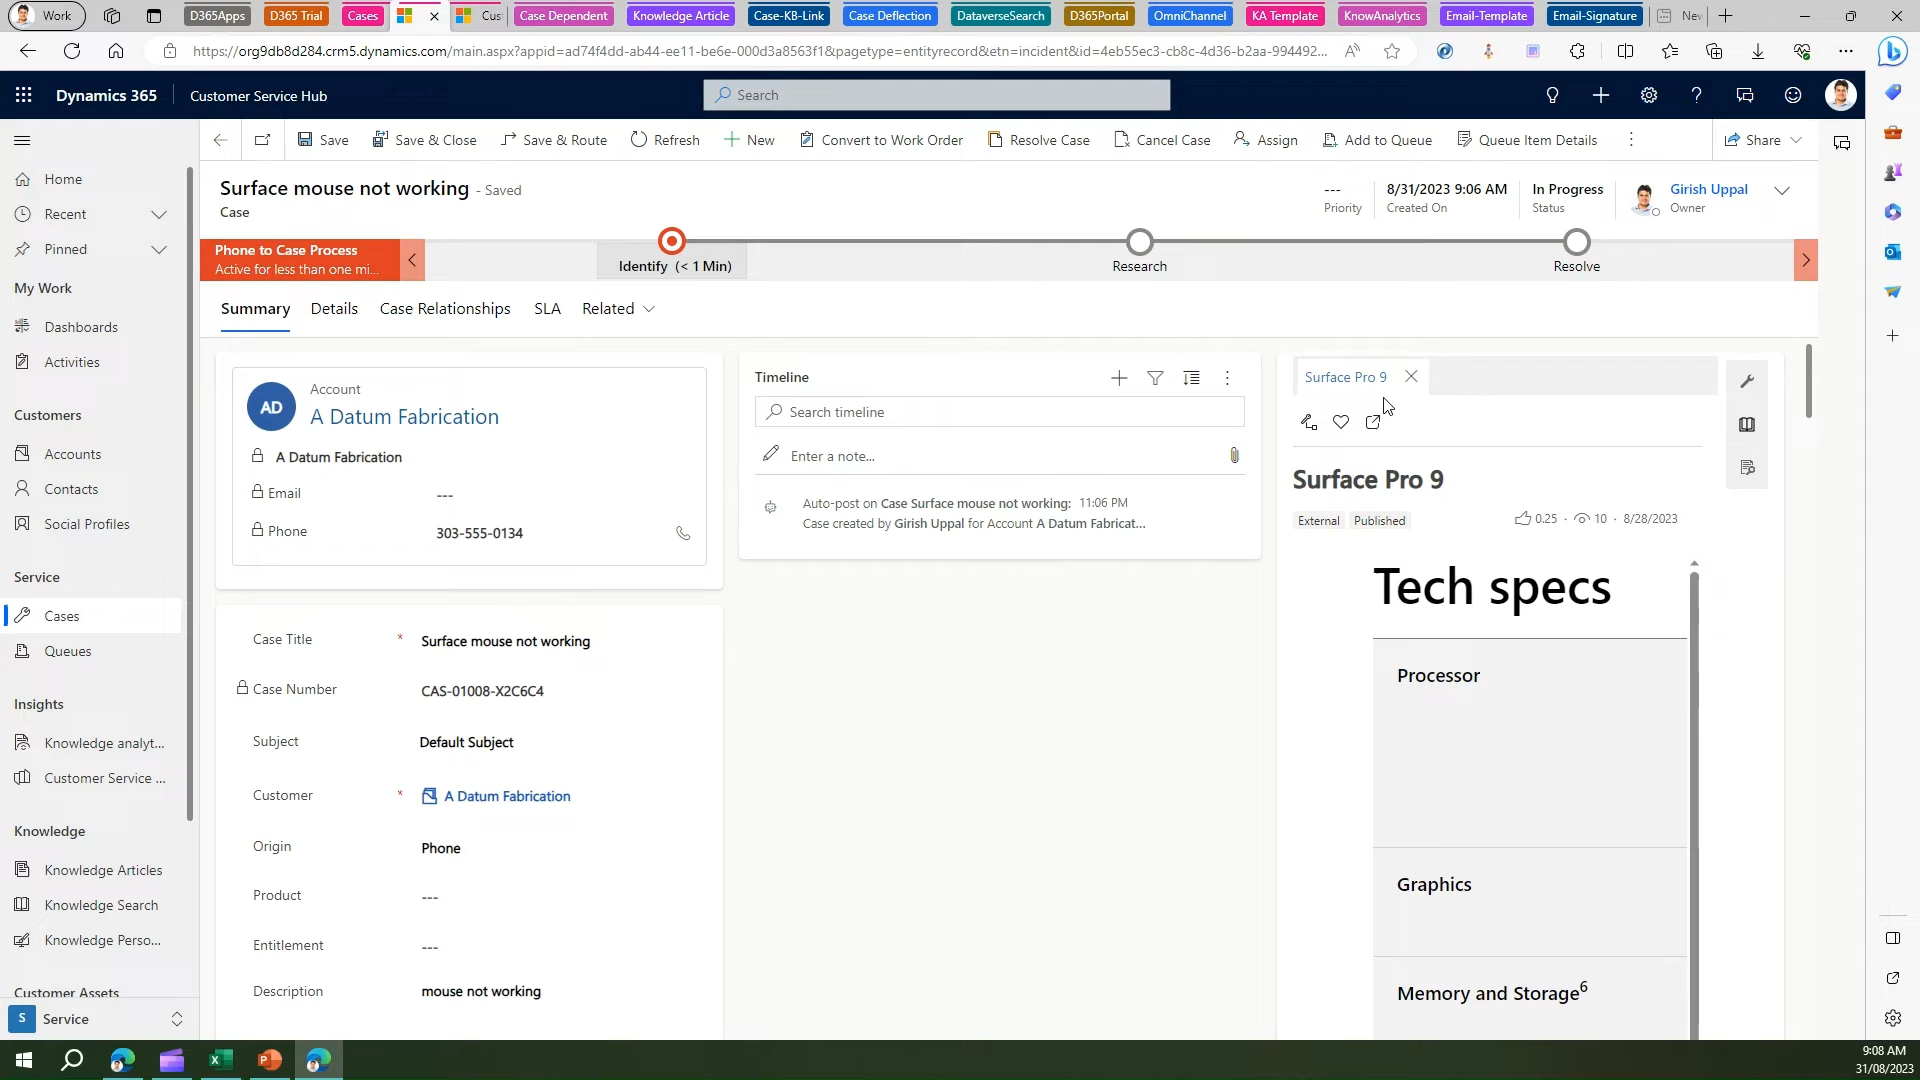 Work
D365Apps
D365 Trial
Cases
Cus
Case Dependent
Knowledge Article
Case-KB-Link
Case Deflection
DataverseSearch
D365Portal
OmniChannel
KA Template
KnowAnalytics
Email-Template
Email-Signature
Nev
https://org9db8d284.crm5.dynamics.com/main.aspx?appid=ad74f4dd-ab44-ee11-be6e-000d3a8563f1&pagetype=entityrecord&etn=incident&id=4eb55ec3-cb8c-4d36-b2aa-994492...
Dynamics 365
Customer Service Hub
Search
Save
Save & Close
Save & Route
Refresh
New
Convert to Work Order
Resolve Case
Cancel Case
Assign
Add to Queue
Queue Item Details
Share
Home
Recent
Pinned
My Work
Dashboards
Activities
Customers
Accounts
Contacts
Social Profiles
Service
Cases
Queues
Insights
Knowledge analyt...
Customer Service ...
Knowledge
Knowledge Articles
Knowledge Search
Knowledge Perso...
Customer Assets
S Service
Surface mouse not working - Saved
Case
---
Priority
8/31/2023 9:06 AM
Created On
In Progress
Status
Girish Uppal
Owner
Phone to Case Process
Active for less than one mi...
Identify (< 1 Min)
Research
Resolve
Summary
Details
Case Relationships
SLA
Related
AD
Account
A Datum Fabrication
A Datum Fabrication
Email ---
Phone 303-555-0134
Case Title * Surface mouse not working
Case Number CAS-01008-X2C6C4
Subject Default Subject
Customer * A Datum Fabrication
Origin Phone
Product ---
Entitlement ---
Description mouse not working
Timeline
Search timeline
Enter a note...
Auto-post on Case Surface mouse not working: 11:06 PM
Case created by Girish Uppal for Account A Datum Fabricat...
Surface Pro 9
Surface Pro 9
External Published 0.25 · 10 · 8/28/2023
Tech specs
Processor
Graphics
Memory and Storage6
9:08 AM
31/08/2023